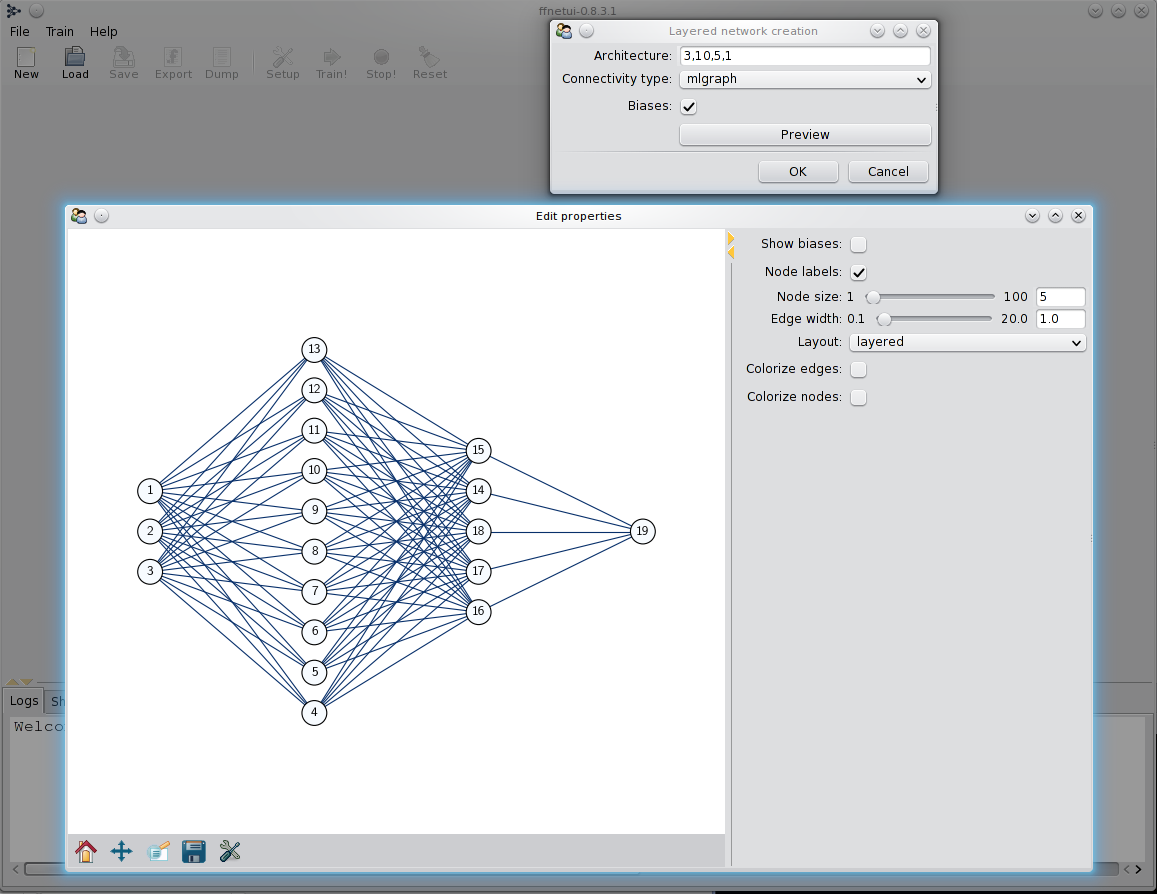 ffnetui-0.8.3.1
File Train Help
New Load Save Export Dump Setup Train! Stop! Reset
Layered network creation
Architecture: 3,10,5,1
Connectivity type: mlgraph
Biases:
Preview
OK Cancel
Edit properties
Show biases:
Node labels:
Node size: 1 100 5
Edge width: 0.1 20.0 1.0
Layout: layered
Colorize edges:
Colorize nodes:
13
12
11
15
10
1
14
9
2
18
19
8
3
17
7
16
6
5
4
Logs Sh
Welco